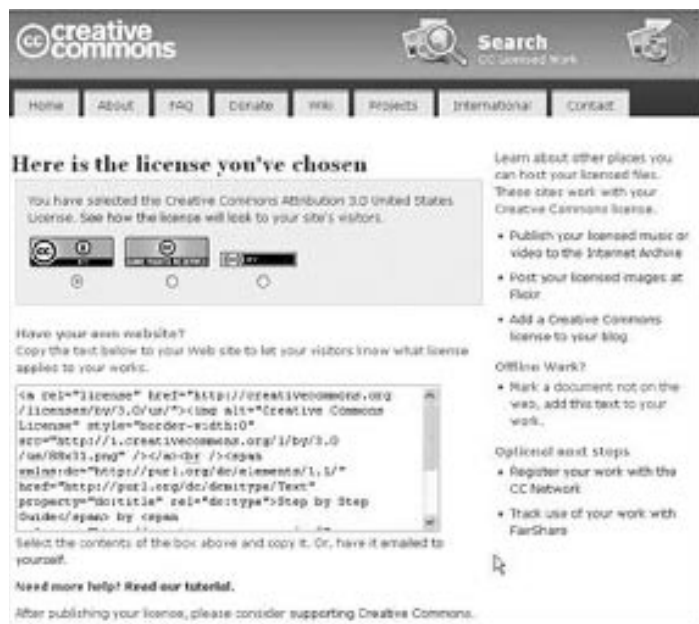 cc creative commons
Search
CC Licensed Work
Home About FAQ Donate Wiki Projects International Contact
Here is the license you've chosen
You have selected the Creative Commons Attribution 3.0 United States
License. See how the license will look to your site's visitors.
Have your own website?
Copy the text below to your Web site to let your visitors know what license
applies to your works.
<a rel="license" href="http://creativecommons.org
/licenses/by/3.0/us/"><img alt="Creative Commons
License" style="border-width:0"
src="http://i.creativecommons.org/l/by/3.0
/us/88x31.png" /></a><br /><span
xmlns:dc="http://purl.org/dc/elements/1.1/"
href="http://purl.org/dc/dcmitype/Text"
property="dc:title" rel="dc:type">Step by Step
Guide</span> by <span
Select the contents of the box above and copy it. Or, have it emailed to
yourself.
Need more help? Read our tutorial.
After publishing your license, please consider supporting Creative Commons.
Learn about other places you
can host your licensed files.
These sites work with your
Creative Commons license.
• Publish your licensed music or
video to the Internet Archive
• Post your licensed images at
Flickr
• Add a Creative Commons
license to your blog
Offline Work?
• Mark a document not on the
web, add this text to your
work.
Optional next steps
• Register your work with the
CC Network
• Track use of your work with
FairShare